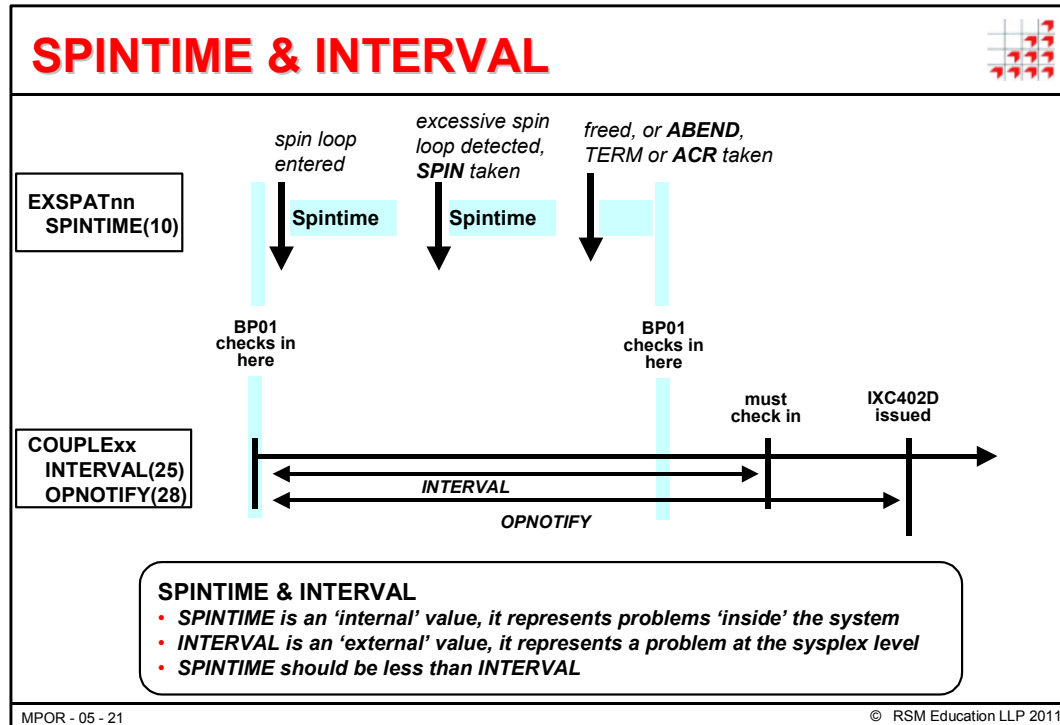 SPINTIME & INTERVAL
spin loop
entered
excessive spin
loop detected,
SPIN taken
freed, or ABEND,
TERM or ACR taken
EXSPATnn
SPINTIME(10)
Spintime
Spintime
BP01
checks in
here
BP01
checks in
here
must
check in
IXC402D
issued
COUPLExx
INTERVAL(25)
OPNOTIFY(28)
INTERVAL
OPNOTIFY
SPINTIME & INTERVAL
• SPINTIME is an ‘internal’ value, it represents problems ‘inside’ the system
• INTERVAL is an ‘external’ value, it represents a problem at the sysplex level
• SPINTIME should be less than INTERVAL
MPOR - 05 - 21
© RSM Education LLP 2011